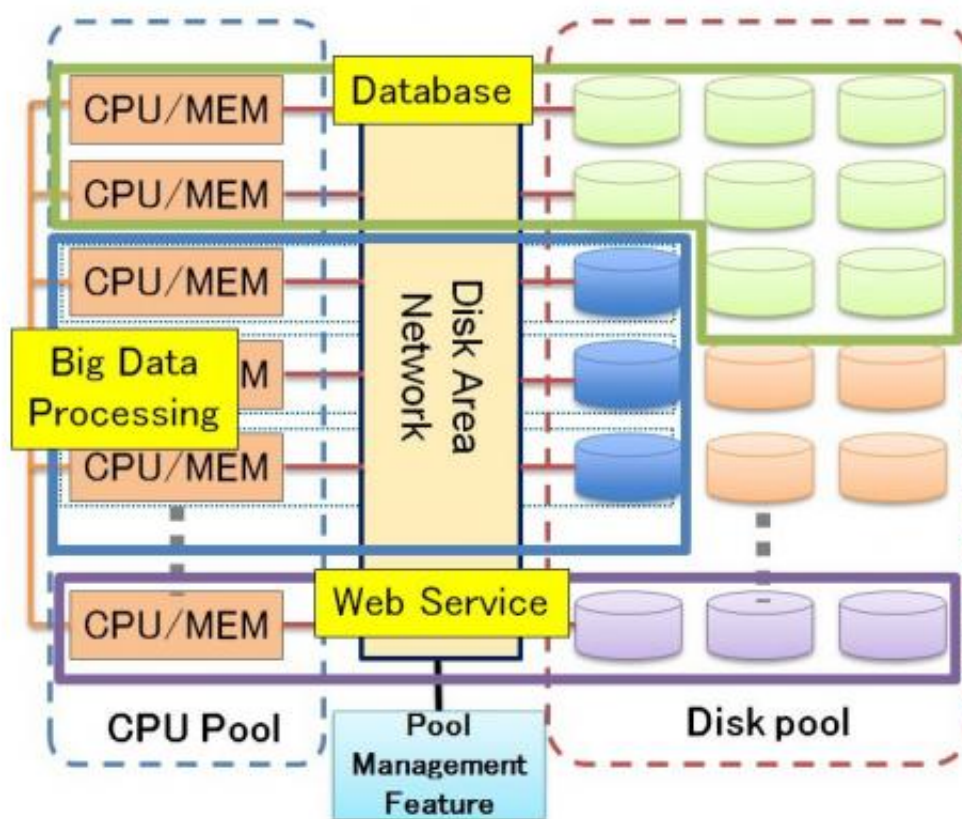 Database
CPU/MEM
CPU/MEM
CPU/MEM
Big Data
Processing
M
CPU/MEM
Disk Area
Network
Web Service
CPU/MEM
CPU Pool
Pool
Management
Feature
Disk pool